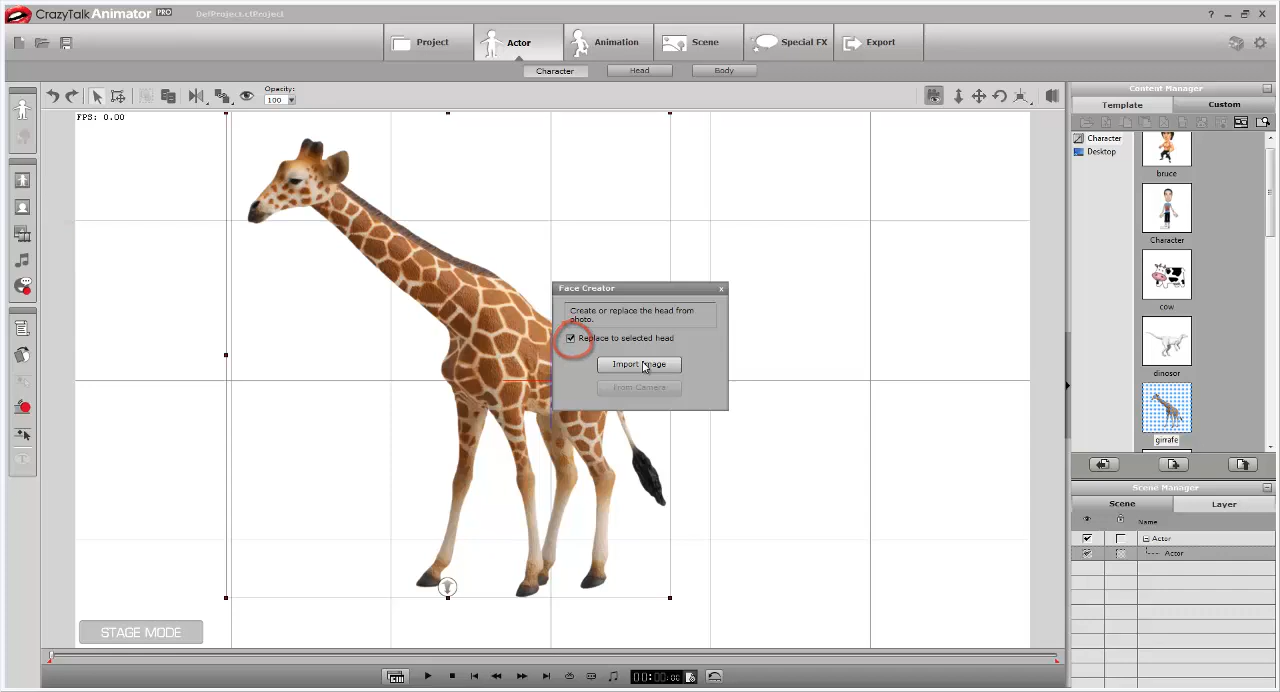 CrazyTalk Animator PRO
DefProject.ctProject
Project
Actor
Animation
Scene
Special FX
Export
Character
Head
Body
Opacity:
100
FPS: 0.00
Content Manager
Template
Custom
Character
Desktop
bruce
Character
cow
dinosor
girrafe
Face Creator
Create or replace the head from
photo.
Replace to selected head
Import Image
From Camera
STAGE MODE
Scene Manager
Scene
Layer
Name
Actor
Actor
00:00:00